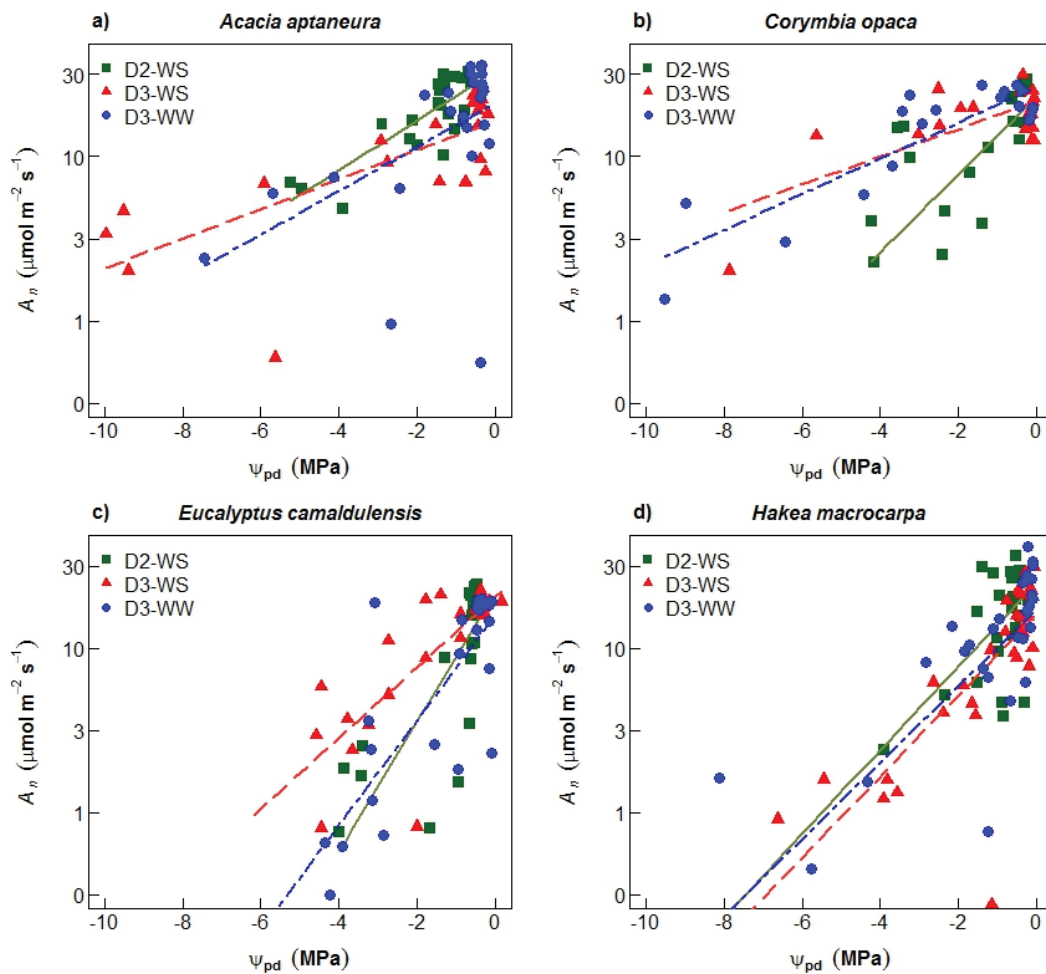 a) Acacia aptaneura
D2-WS
D3-WS
D3-WW
30
10
3
1
0
Aₙ (μmol m⁻² s⁻¹)
-10 -8 -6 -4 -2 0
ψpd (MPa)
b) Corymbia opaca
D2-WS
D3-WS
D3-WW
30
10
3
1
0
Aₙ (μmol m⁻² s⁻¹)
-10 -8 -6 -4 -2 0
ψpd (MPa)
c) Eucalyptus camaldulensis
D2-WS
D3-WS
D3-WW
30
10
3
1
0
Aₙ (μmol m⁻² s⁻¹)
-10 -8 -6 -4 -2 0
ψpd (MPa)
d) Hakea macrocarpa
D2-WS
D3-WS
D3-WW
30
10
3
1
0
Aₙ (μmol m⁻² s⁻¹)
-10 -8 -6 -4 -2 0
ψpd (MPa)